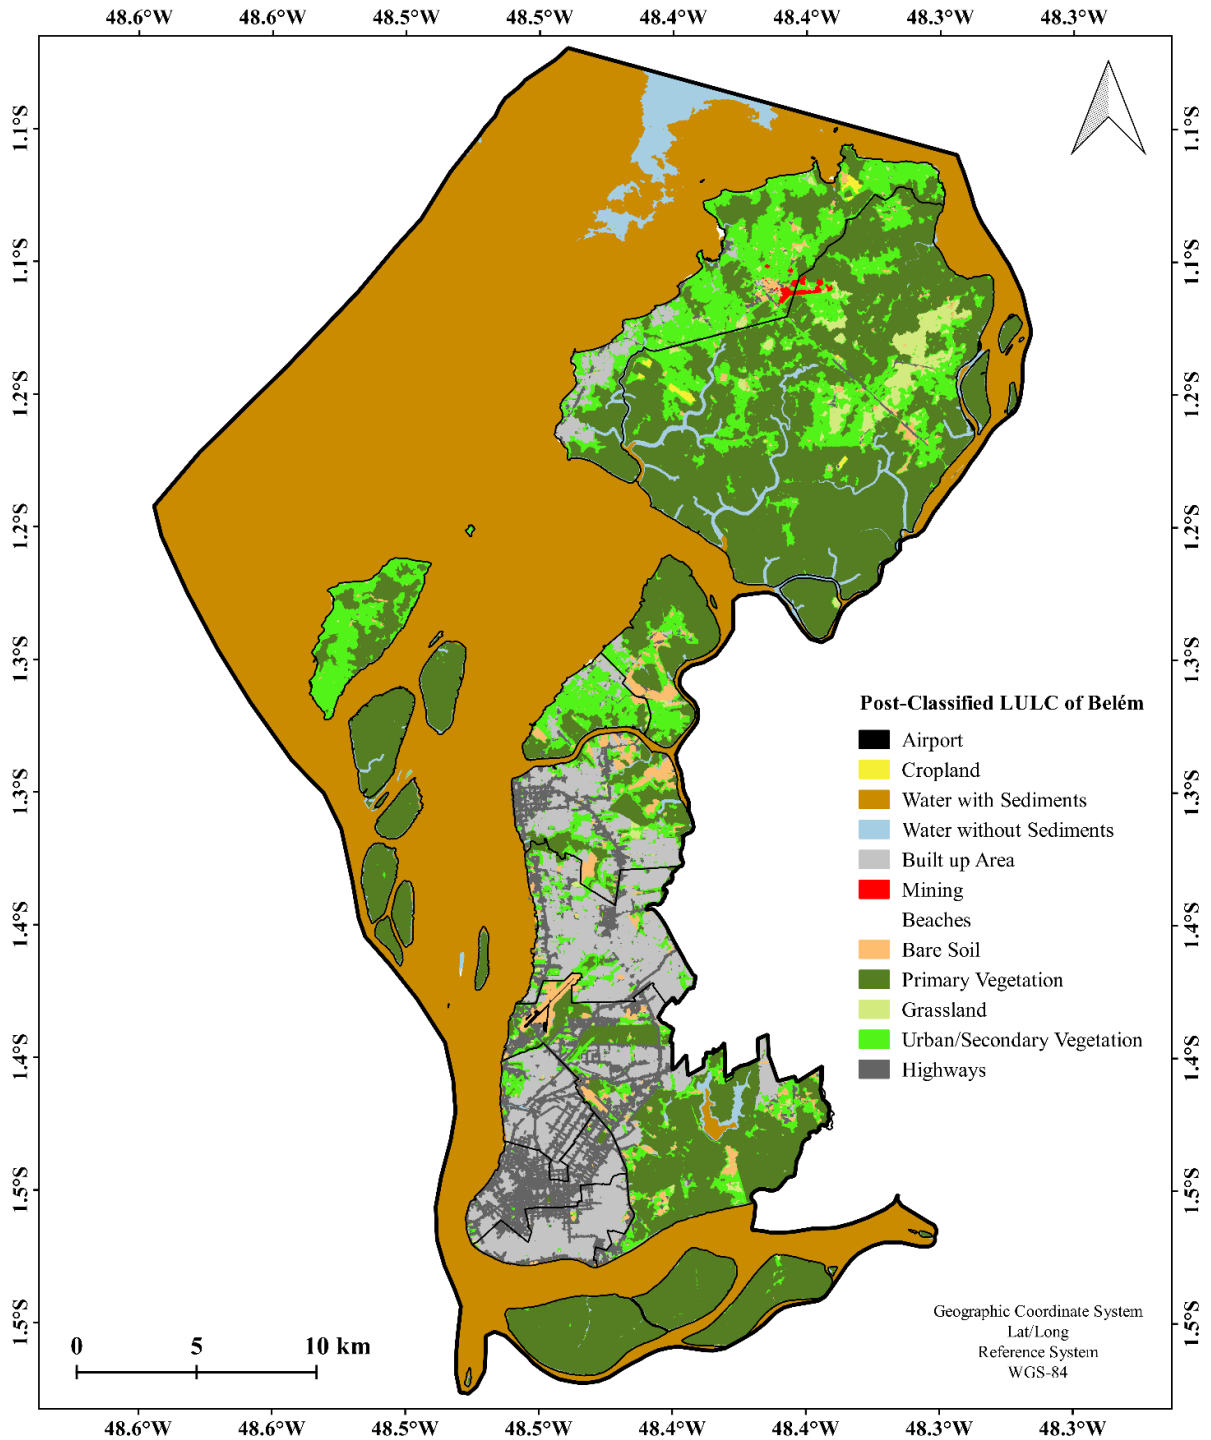 48.6°W 48.6°W 48.5°W 48.5°W 48.4°W 48.4°W 48.3°W 48.3°W
1.1°S 1.1°S
1.1°S 1.1°S
1.2°S 1.2°S
1.2°S 1.2°S
1.3°S 1.3°S
Post-Classified LULC of Belém
Airport
Cropland
1.3°S 1.3°S
Water with Sediments
Water without Sediments
Built up Area
Mining
Beaches
1.4°S 1.4°S
Bare Soil
Primary Vegetation
Grassland
Urban/Secondary Vegetation
1.4°S 1.4°S
Highways
1.5°S 1.5°S
1.5°S 1.5°S
Geographic Coordinate System
Lat/Long
Reference System
WGS-84
0 5 10 km
48.6°W 48.6°W 48.5°W 48.5°W 48.4°W 48.4°W 48.3°W 48.3°W